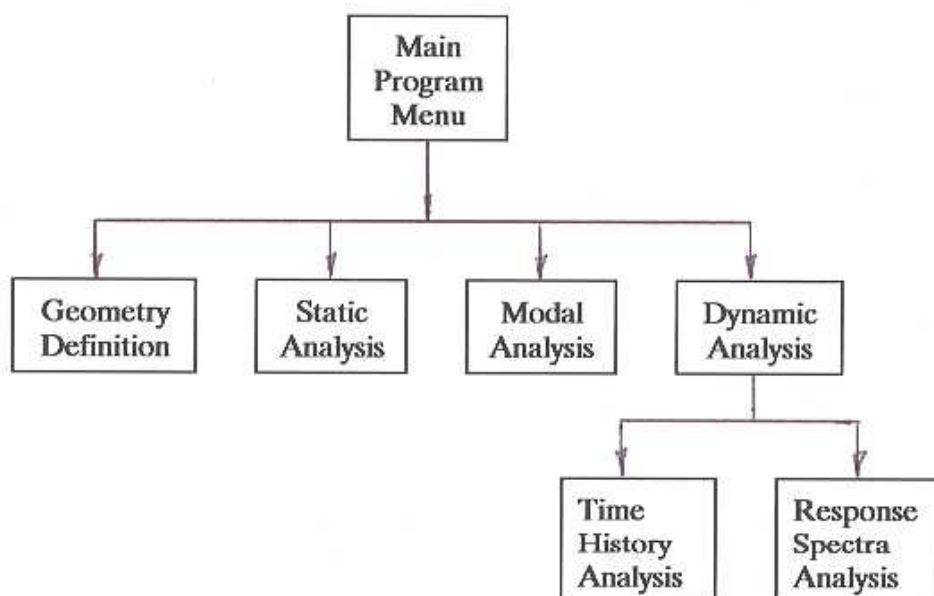 Main
Program
Menu
Geometry
Definition
Static
Analysis
Modal
Analysis
Dynamic
Analysis
Time
History
Analysis
Response
Spectra
Analysis